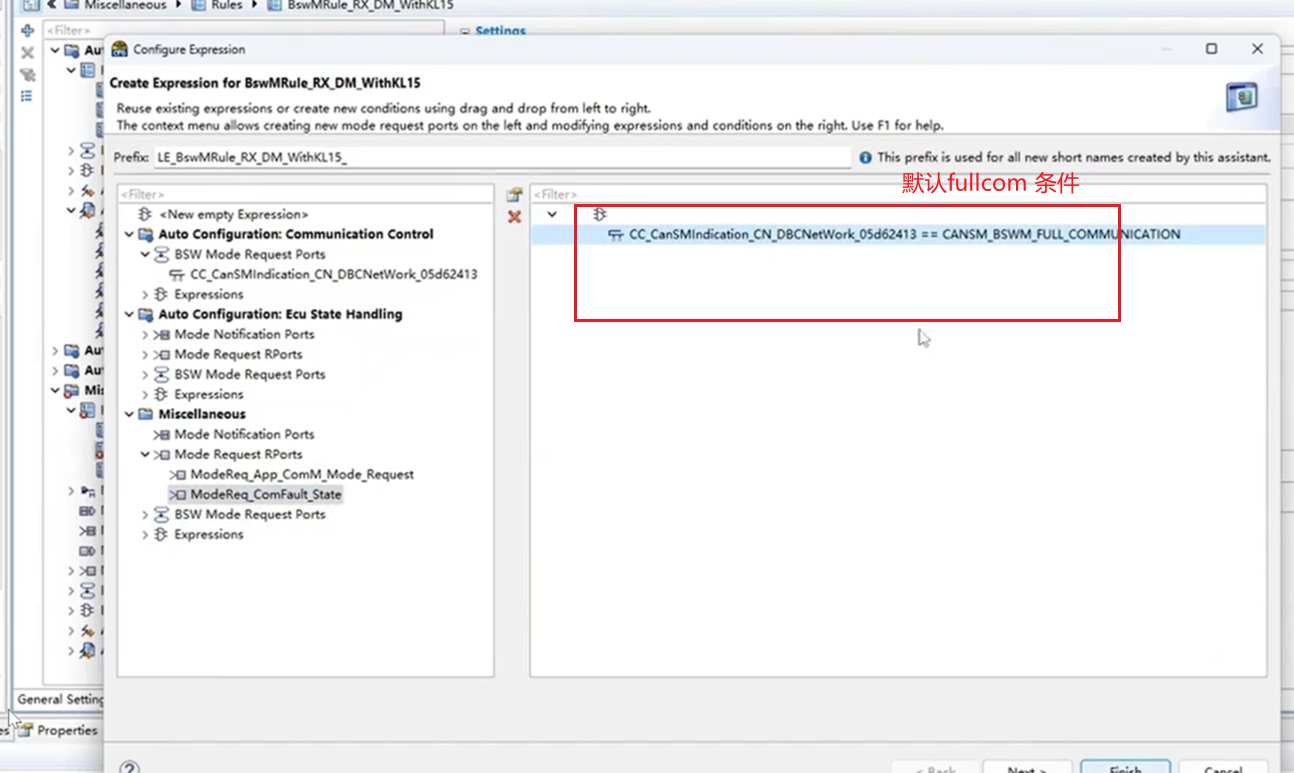 Miscellaneous Rules BswMRule_RX_DM_WithKL15
<Filter>
Settings
Configure Expression
Create Expression for BswMRule_RX_DM_WithKL15
Reuse existing expressions or create new conditions using drag and drop from left to right.
The context menu allows creating new mode request ports on the left and modifying expressions and conditions on the right. Use F1 for help.
Prefix: LE_BswMRule_RX_DM_WithKL15_
This prefix is used for all new short names created by this assistant.
默认fullcom 条件
<Filter>
<New empty Expression>
Auto Configuration: Communication Control
BSW Mode Request Ports
CC_CanSMIndication_CN_DBCNetWork_05d62413
Expressions
Auto Configuration: Ecu State Handling
Mode Notification Ports
Mode Request RPorts
BSW Mode Request Ports
Expressions
Miscellaneous
Mode Notification Ports
Mode Request RPorts
ModeReq_App_ComM_Mode_Request
ModeReq_ComFault_State
BSW Mode Request Ports
Expressions
<Filter>
CC_CanSMIndication_CN_DBCNetWork_05d62413 == CANSM_BSWM_FULL_COMMUNICATION
Au
Au
Au
Mis
General Setting
Properties
< Back
Next >
Finish
Cancel